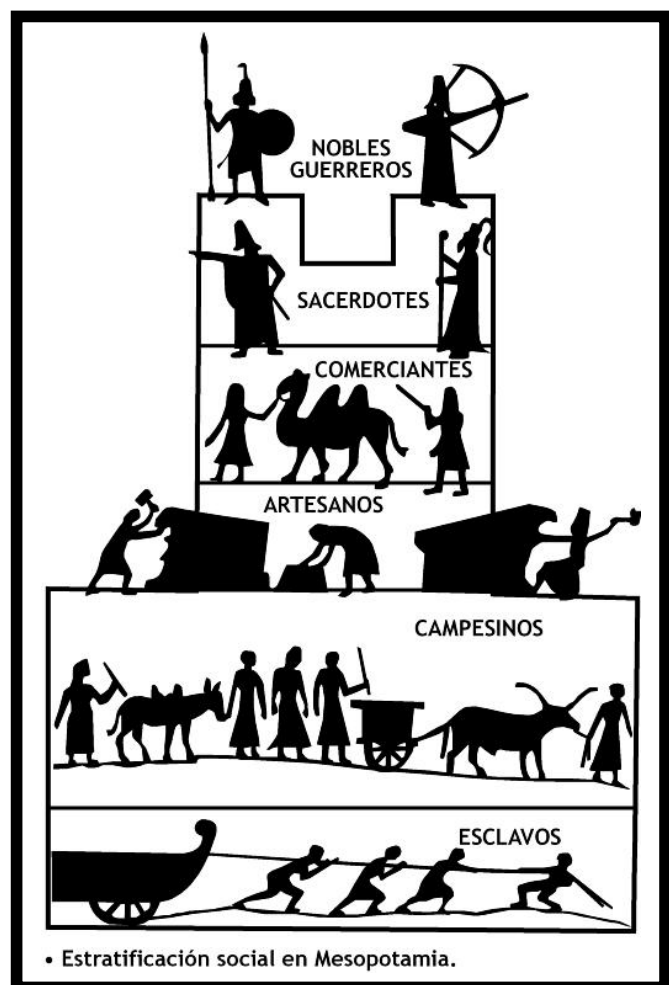 NOBLES
GUERREROS
SACERDOTES
COMERCIANTES
ARTESANOS
CAMPESINOS
ESCLAVOS
• Estratificación social en Mesopotamia.